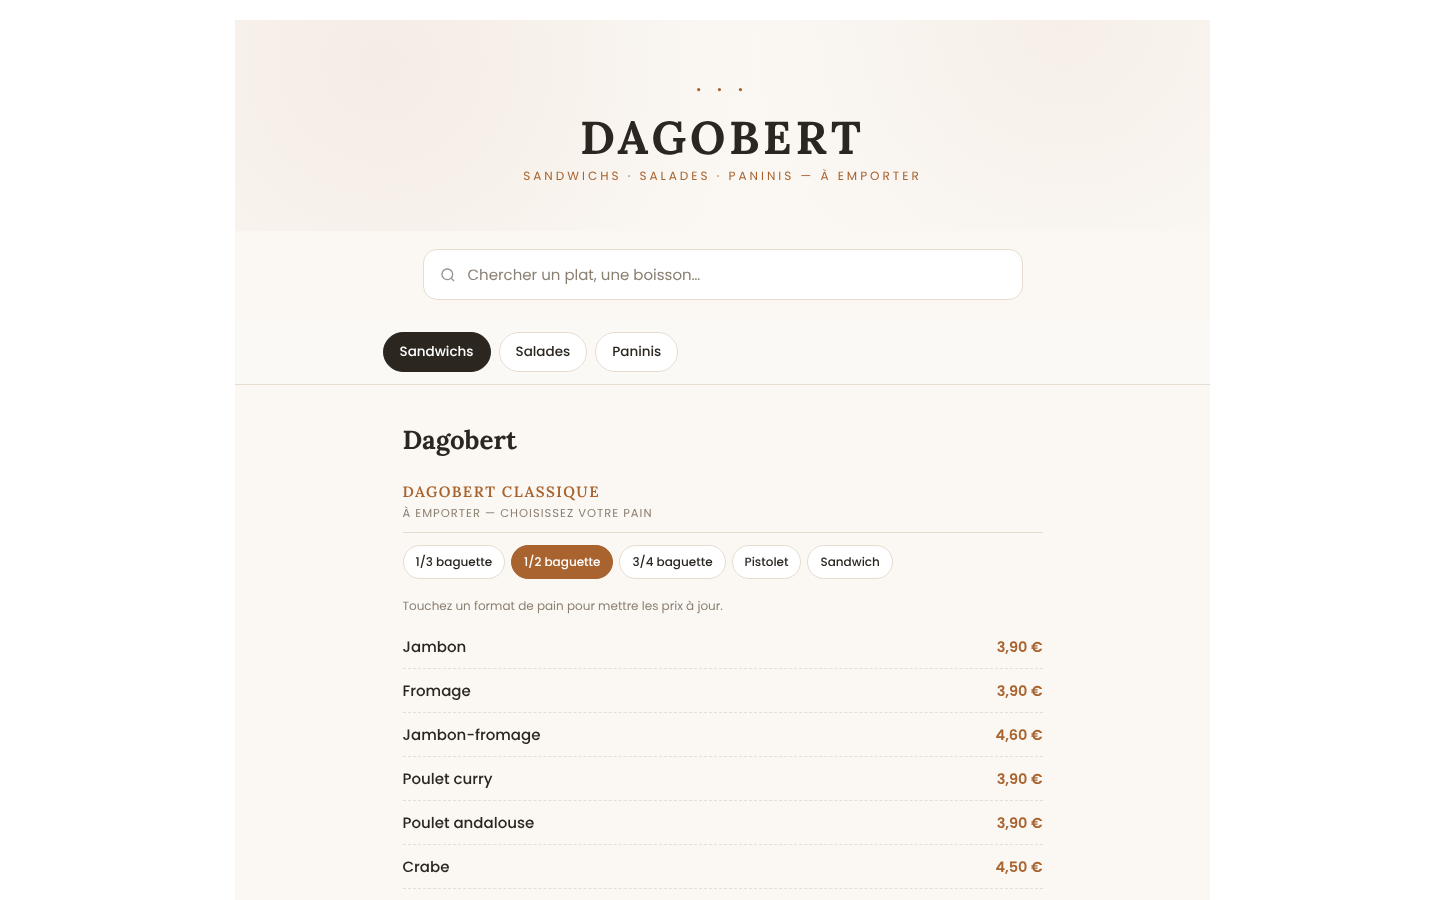 DAGOBERT
SANDWICHS · SALADES · PANINIS — À EMPORTER
Chercher un plat, une boisson…
Sandwichs Salades Paninis
Dagobert
DAGOBERT CLASSIQUE
À EMPORTER — CHOISISSEZ VOTRE PAIN
1/3 baguette 1/2 baguette 3/4 baguette Pistolet Sandwich
Touchez un format de pain pour mettre les prix à jour.
Jambon 3,90 €
Fromage 3,90 €
Jambon-fromage 4,60 €
Poulet curry 3,90 €
Poulet andalouse 3,90 €
Crabe 4,50 €